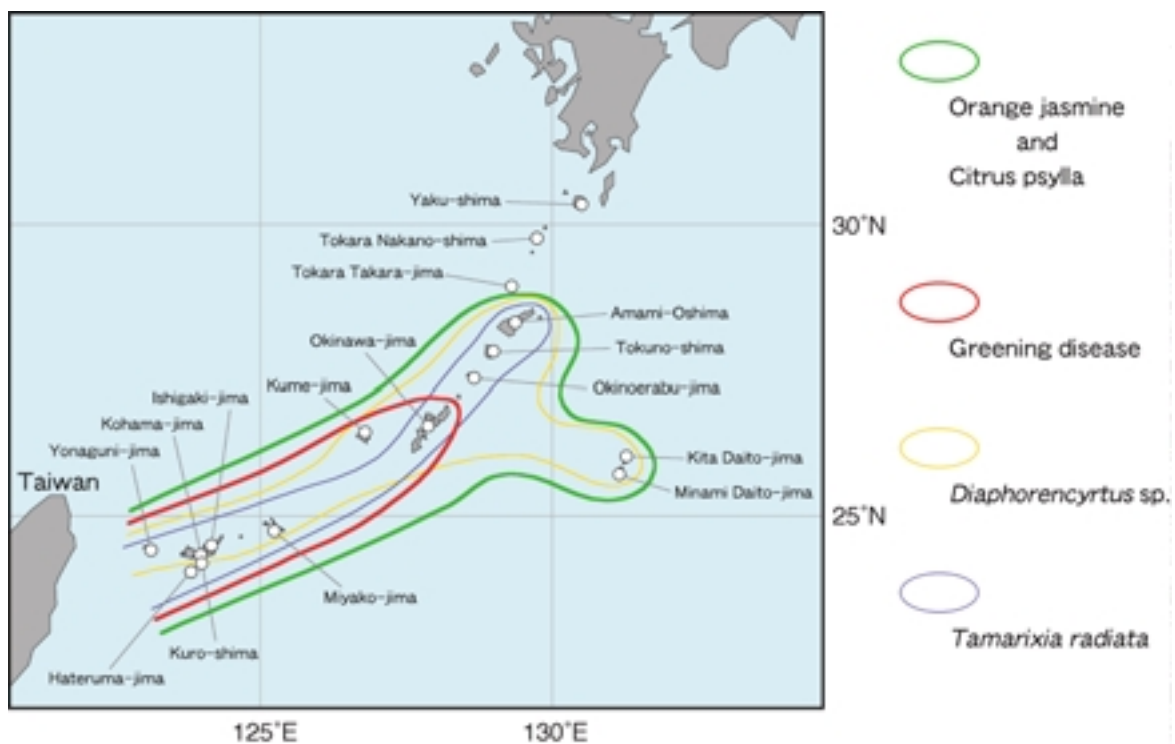 Yaku-shima
Tokara Nakano-shima
Tokara Takara-jima
Amami-Oshima
Okinawa-jima
Tokuno-shima
Kume-jima
Okinoerabu-jima
Ishigaki-jima
Kohama-jima
Yonaguni-jima
Taiwan
Kita Daito-jima
Minami Daito-jima
Miyako-jima
Kuro-shima
Hateruma-jima
30°N
25°N
125°E
130°E
Orange jasmine
and
Citrus psylla
Greening disease
Diaphorencyrtus sp.
Tamarixia radiata